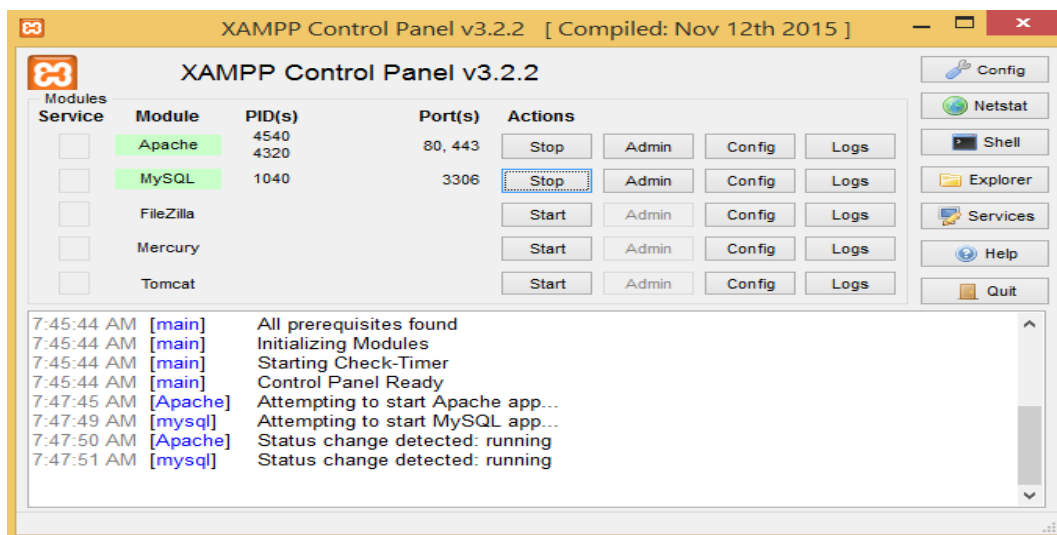 XAMPP Control Panel v3.2.2 [ Compiled: Nov 12th 2015 ]
XAMPP Control Panel v3.2.2
Config
Modules
Netstat
Service Module PID(s) Port(s) Actions
Apache 4540 4320 80, 443 Stop Admin Config Logs
Shell
MySQL 1040 3306 Stop Admin Config Logs
Explorer
FileZilla Start Admin Config Logs
Services
Mercury Start Admin Config Logs
Help
Tomcat Start Admin Config Logs
Quit
7:45:44 AM [main] All prerequisites found
7:45:44 AM [main] Initializing Modules
7:45:44 AM [main] Starting Check-Timer
7:45:44 AM [main] Control Panel Ready
7:47:45 AM [Apache] Attempting to start Apache app...
7:47:49 AM [mysql] Attempting to start MySQL app...
7:47:50 AM [Apache] Status change detected: running
7:47:51 AM [mysql] Status change detected: running